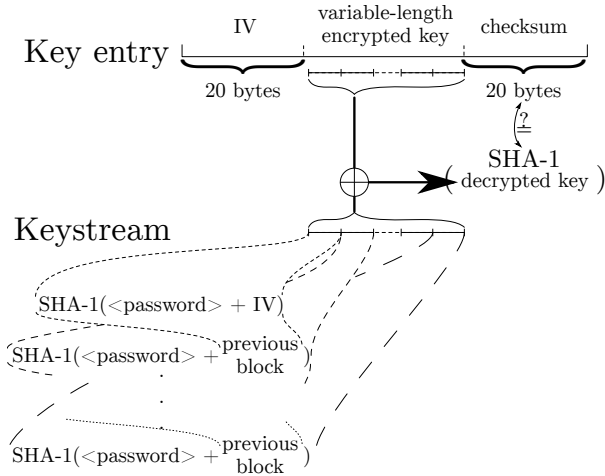 IV
variable-length
encrypted key
checksum
Key entry
20 bytes
20 bytes
?
=
SHA-1
( decrypted key )
Keystream
SHA-1(<password> + IV)
SHA-1(<password> + previous block )
.
.
.
SHA-1(<password> + previous block )